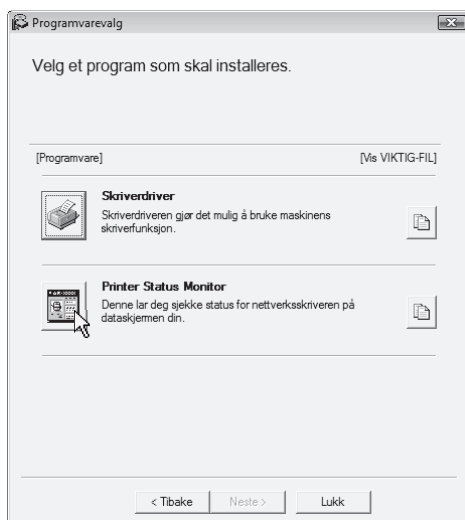 Programvarevalg
Velg et program som skal installeres.
[Programvare] [Vis VIKTIG-FIL]
Skriverdriver
Skriverdriveren gjør det mulig å bruke maskinens
skriverfunksjon.
Printer Status Monitor
Denne lar deg sjekke status for nettverksskriveren på
dataskjermen din.
< Tibake Neste > Lukk